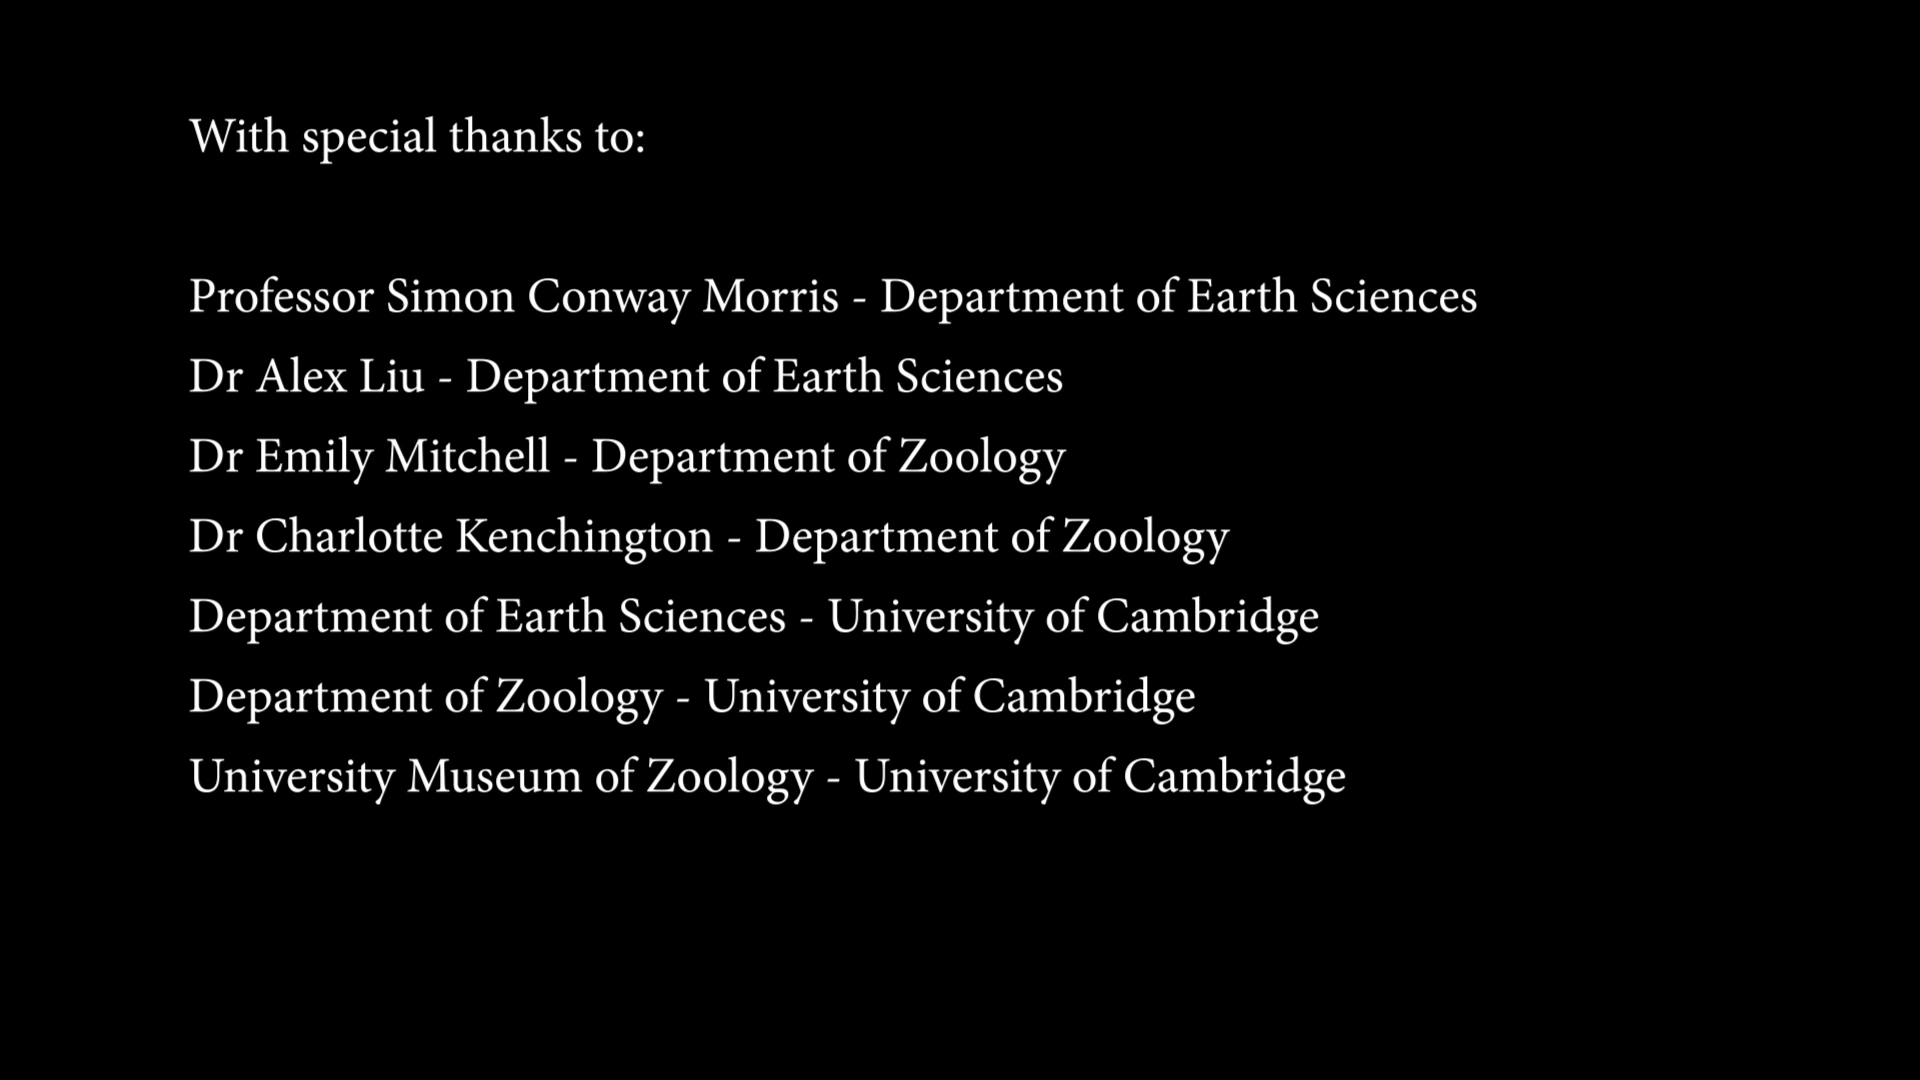 With special thanks to:
Professor Simon Conway Morris - Department of Earth Sciences
Dr Alex Liu - Department of Earth Sciences
Dr Emily Mitchell - Department of Zoology
Dr Charlotte Kenchington - Department of Zoology
Department of Earth Sciences - University of Cambridge
Department of Zoology - University of Cambridge
University Museum of Zoology - University of Cambridge